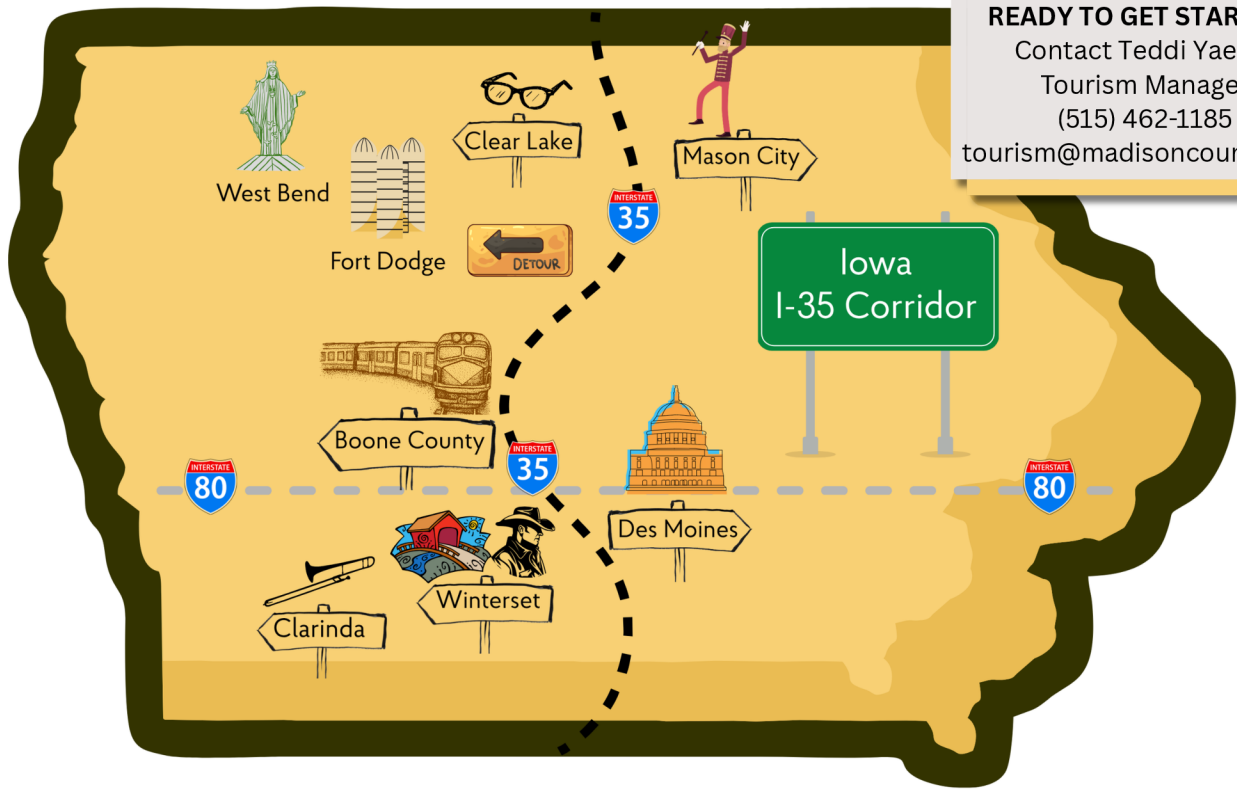 READY TO GET STAR
Contact Teddi Yae
Tourism Manage
(515) 462-1185
tourism@madisoncour
Clear Lake
Mason City
West Bend
INTERSTATE
35
Fort Dodge
DETOUR
Iowa
I-35 Corridor
Boone County
INTERSTATE
35
INTERSTATE
80
INTERSTATE
80
Des Moines
Winterset
Clarinda